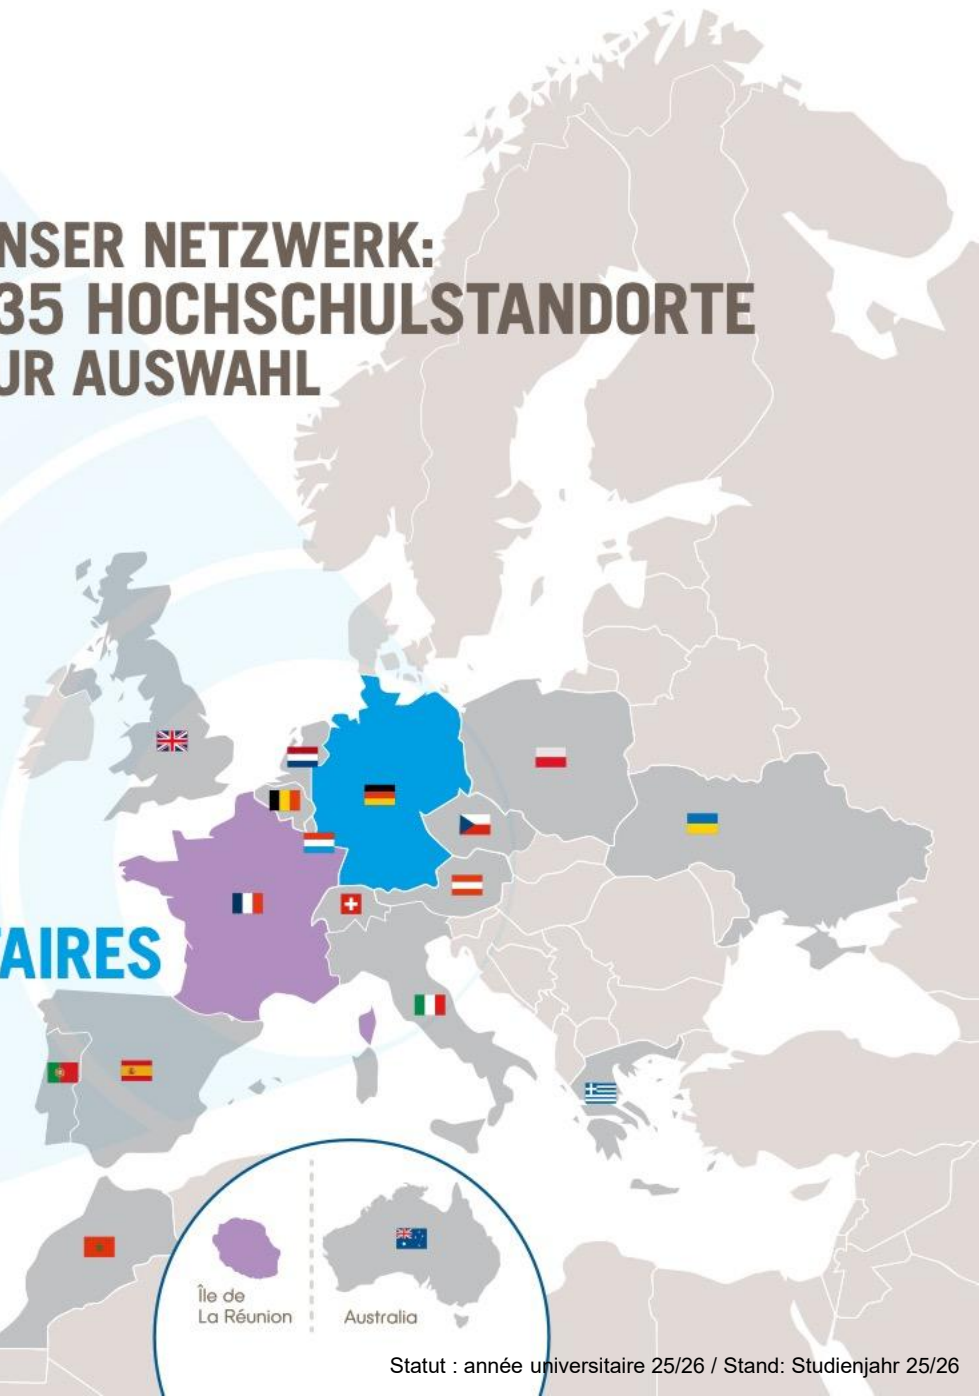 NSER NETZWERK:
35 HOCHSCHULSTANDORTE
UR AUSWAHL
TAIRES
Île de
La Réunion
Australia
Statut : année universitaire 25/26 / Stand: Studienjahr 25/26